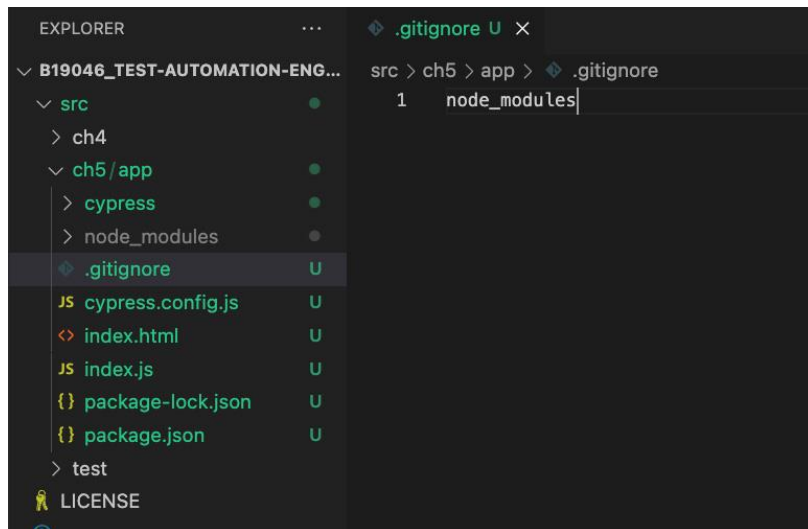 EXPLORER ...
B19046_TEST-AUTOMATION-ENG...
src
ch4
ch5/app
cypress
node_modules
.gitignore U
JS cypress.config.js U
<> index.html U
JS index.js U
{} package-lock.json U
{} package.json U
test
LICENSE
.gitignore U ×
src > ch5 > app > .gitignore
1 node_modules